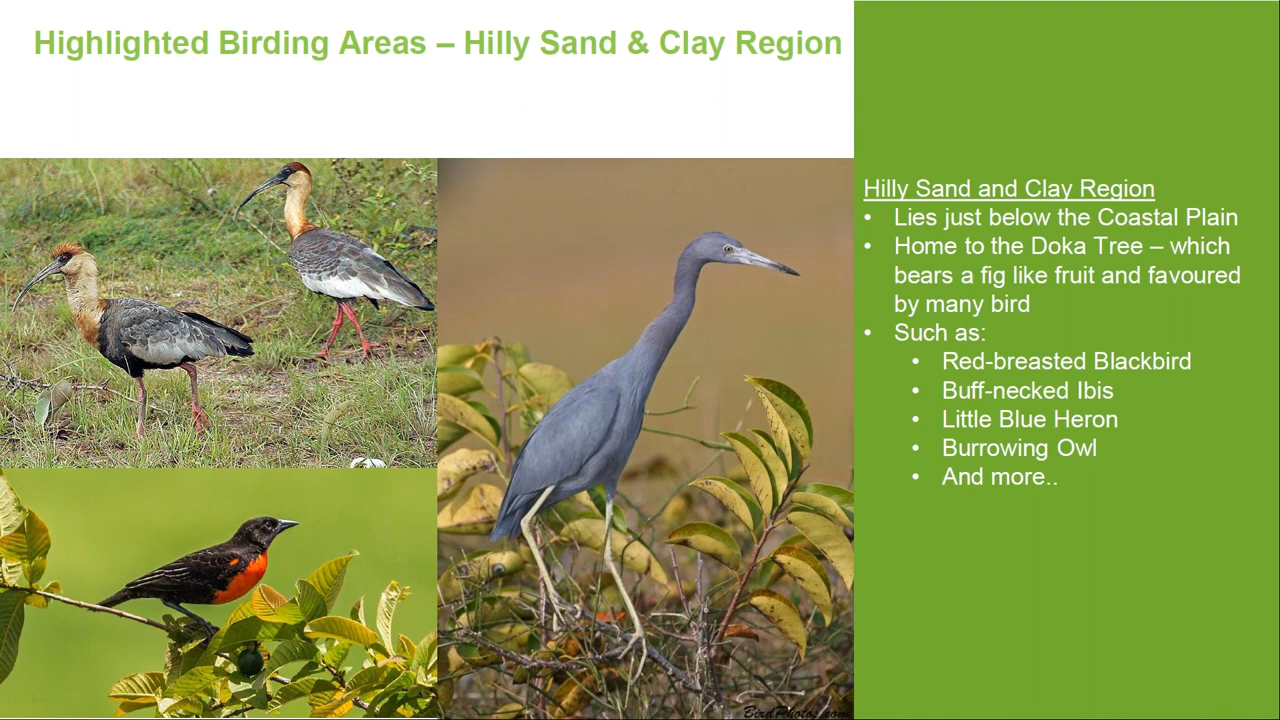 Highlighted Birding Areas – Hilly Sand & Clay Region
Hilly Sand and Clay Region
• Lies just below the Coastal Plain
• Home to the Doka Tree – which
bears a fig like fruit and favoured
by many bird
• Such as:
• Red-breasted Blackbird
• Buff-necked Ibis
• Little Blue Heron
• Burrowing Owl
• And more..
BirdPhotos.com